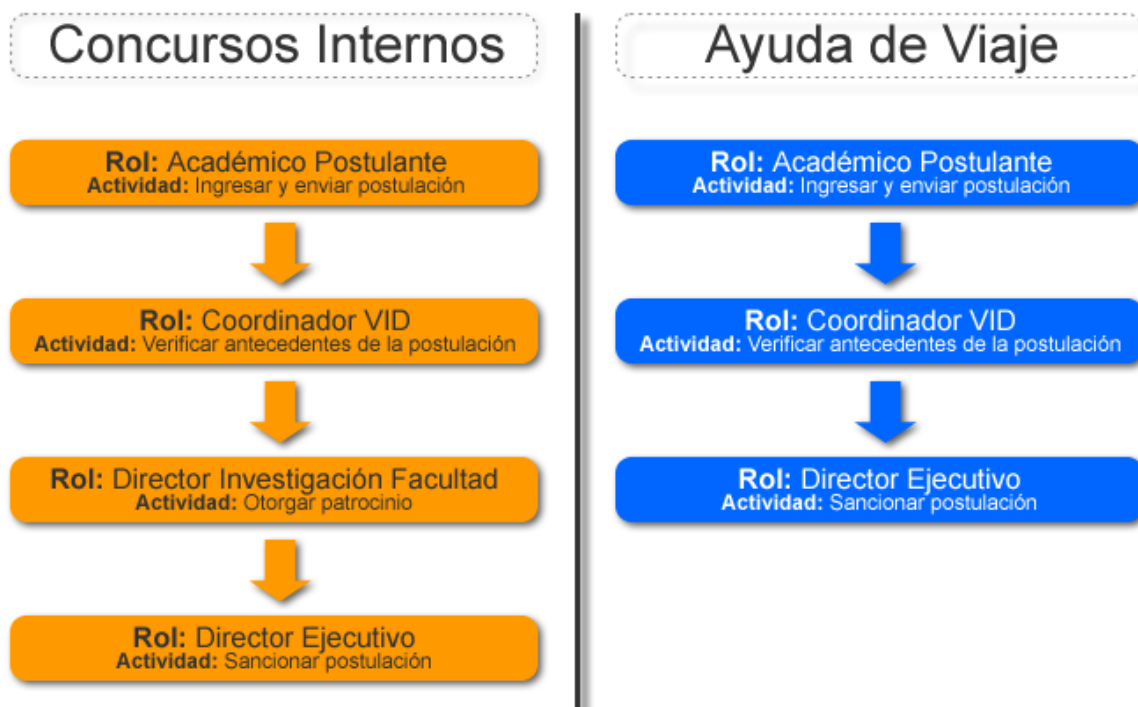 Concursos Internos
Rol: Académico Postulante
Actividad: Ingresar y enviar postulación
Rol: Coordinador VID
Actividad: Verificar antecedentes de la postulación
Rol: Director Investigación Facultad
Actividad: Otorgar patrocinio
Rol: Director Ejecutivo
Actividad: Sancionar postulación
Ayuda de Viaje
Rol: Académico Postulante
Actividad: Ingresar y enviar postulación
Rol: Coordinador VID
Actividad: Verificar antecedentes de la postulación
Rol: Director Ejecutivo
Actividad: Sancionar postulación